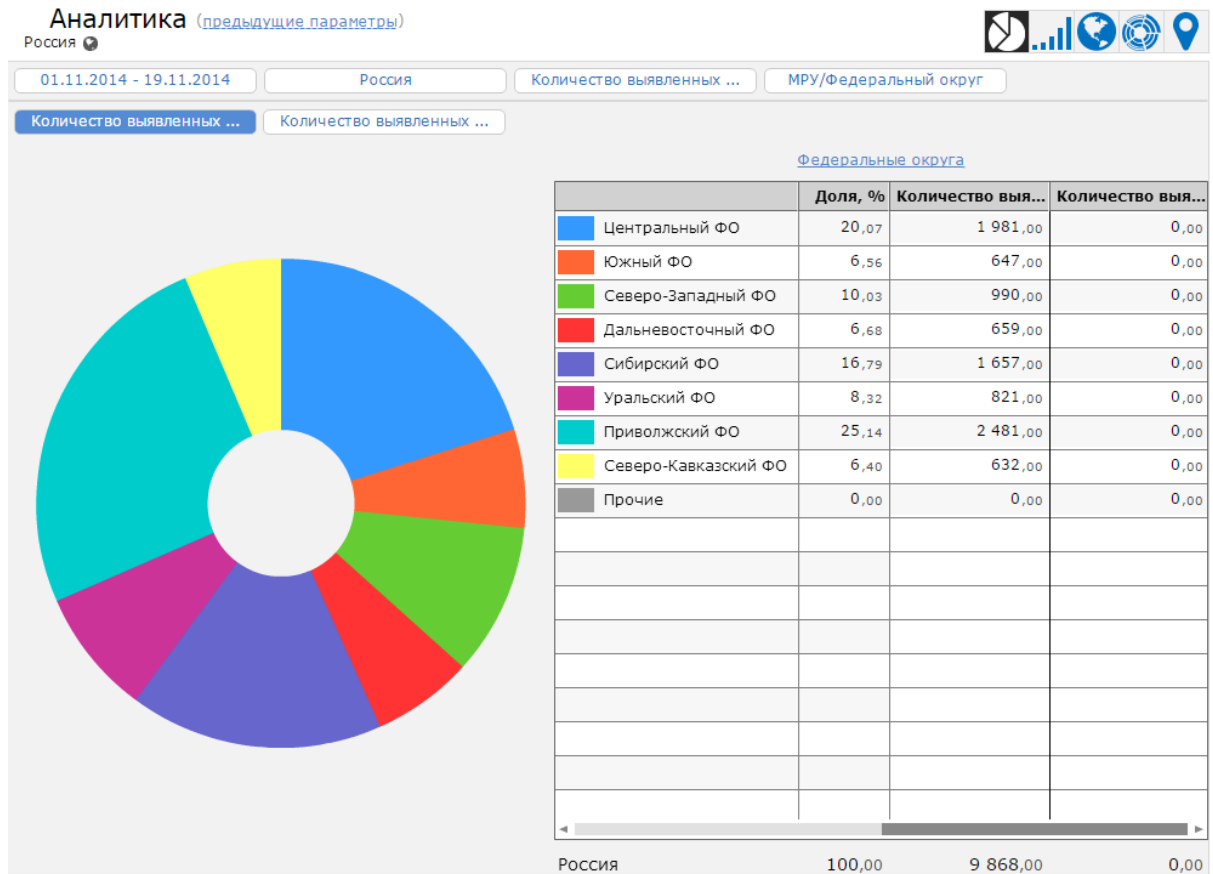 Аналитика (предыдущие параметры)
Россия
01.11.2014 - 19.11.2014 Россия Количество выявленных ... МРУ/Федеральный округ
Количество выявленных ... Количество выявленных ...
Федеральные округа
Доля, % Количество выя... Количество выя...
Центральный ФО 20,07 1 981,00 0,00
Южный ФО 6,56 647,00 0,00
Северо-Западный ФО 10,03 990,00 0,00
Дальневосточный ФО 6,68 659,00 0,00
Сибирский ФО 16,79 1 657,00 0,00
Уральский ФО 8,32 821,00 0,00
Приволжский ФО 25,14 2 481,00 0,00
Северо-Кавказский ФО 6,40 632,00 0,00
Прочие 0,00 0,00 0,00
Россия 100,00 9 868,00 0,00